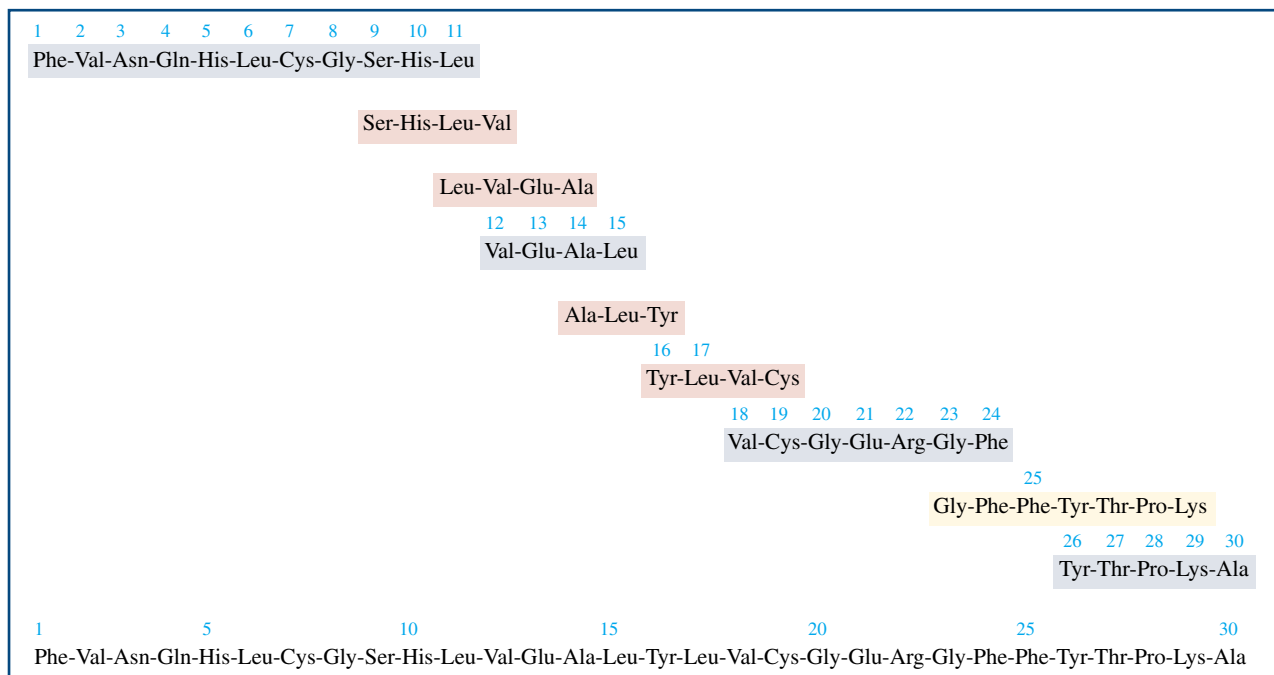 1 2 3 4 5 6 7 8 9 10 11
Phe-Val-Asn-Gln-His-Leu-Cys-Gly-Ser-His-Leu
Ser-His-Leu-Val
Leu-Val-Glu-Ala
12 13 14 15
Val-Glu-Ala-Leu
Ala-Leu-Tyr
16 17
Tyr-Leu-Val-Cys
18 19 20 21 22 23 24
Val-Cys-Gly-Glu-Arg-Gly-Phe
25
Gly-Phe-Phe-Tyr-Thr-Pro-Lys
26 27 28 29 30
Tyr-Thr-Pro-Lys-Ala
1 5 10 15 20 25 30
Phe-Val-Asn-Gln-His-Leu-Cys-Gly-Ser-His-Leu-Val-Glu-Ala-Leu-Tyr-Leu-Val-Cys-Gly-Glu-Arg-Gly-Phe-Phe-Tyr-Thr-Pro-Lys-Ala